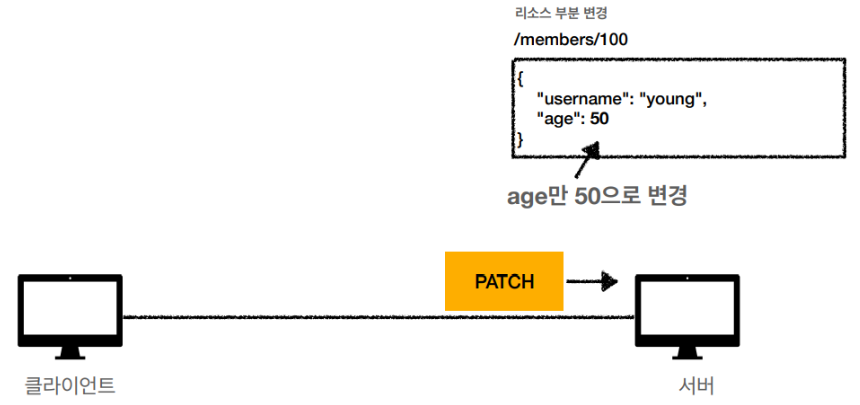 리소스 부분 변경
/members/100
{
"username": "young",
"age": 50
}
age만 50으로 변경
PATCH
클라이언트
서버